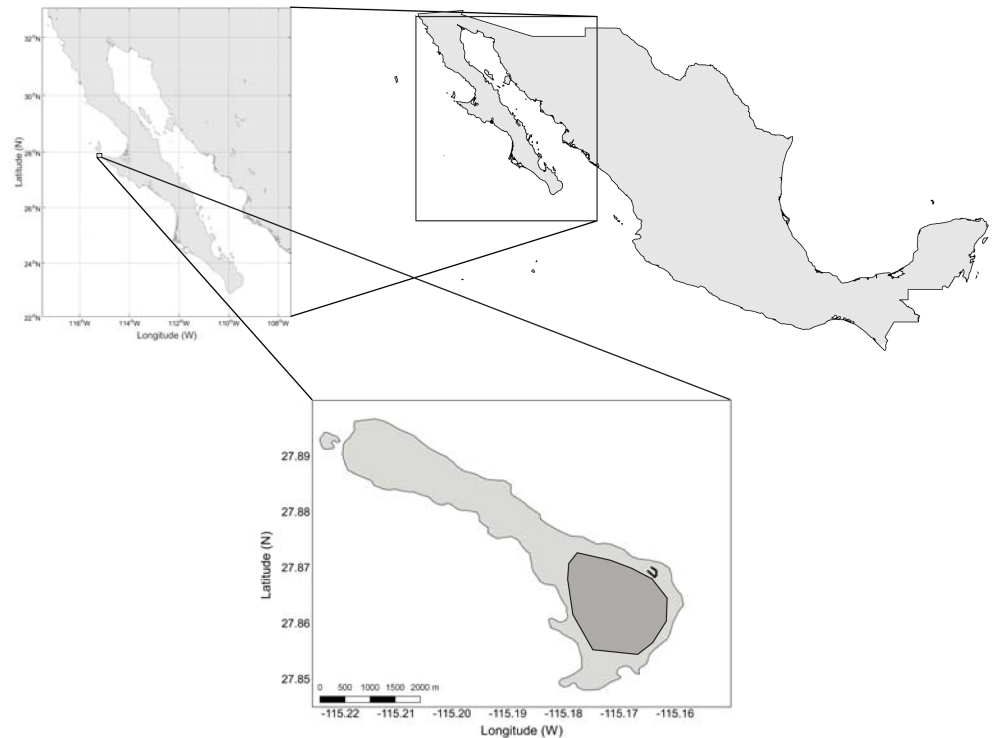 32°N
30°N
28°N
26°N
24°N
22°N
Latitude (N)
116°W 114°W 112°W 110°W 108°W
Longitude (W)
27.89
27.88
27.87
27.86
27.85
Latitude (N)
U
0 500 1000 1500 2000 m
-115.22 -115.21 -115.20 -115.19 -115.18 -115.17 -115.16
Longitude (W)